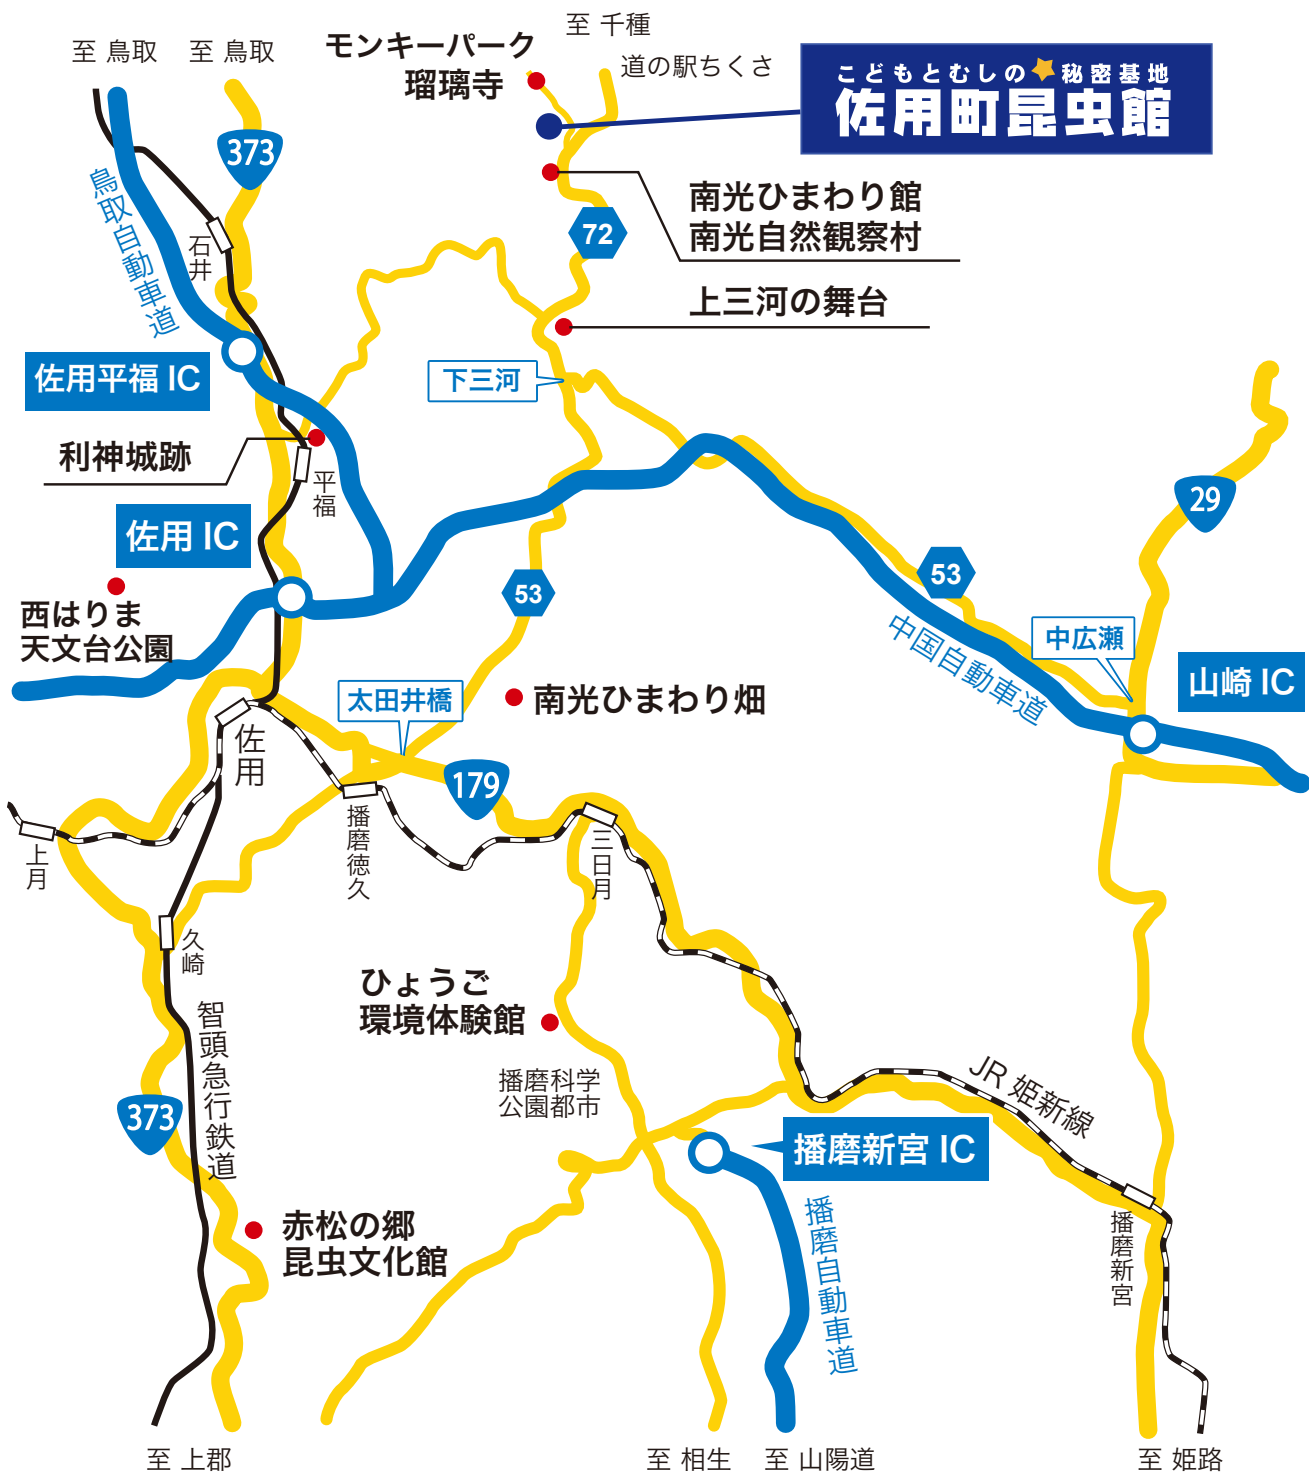 至 鳥取
至 鳥取
モンキーパーク
瑠璃寺
至 千種
道の駅ちくさ
こどもとむしの秘密基地
佐用町昆虫館
373
鳥取自動車道
石井
72
南光ひまわり館
南光自然観察村
上三河の舞台
佐用平福 IC
下三河
利神城跡
平福
佐用 IC
29
西はりま
天文台公園
53
53
中国自動車道
中広瀬
山崎 IC
太田井橋
南光ひまわり畑
佐用
179
播磨徳久
三日月
上月
久崎
智頭急行鉄道
ひょうご
環境体験館
播磨科学
公園都市
JR 姫新線
373
播磨新宮 IC
播磨自動車道
播磨新宮
赤松の郷
昆虫文化館
至 上郡
至 相生
至 山陽道
至 姫路